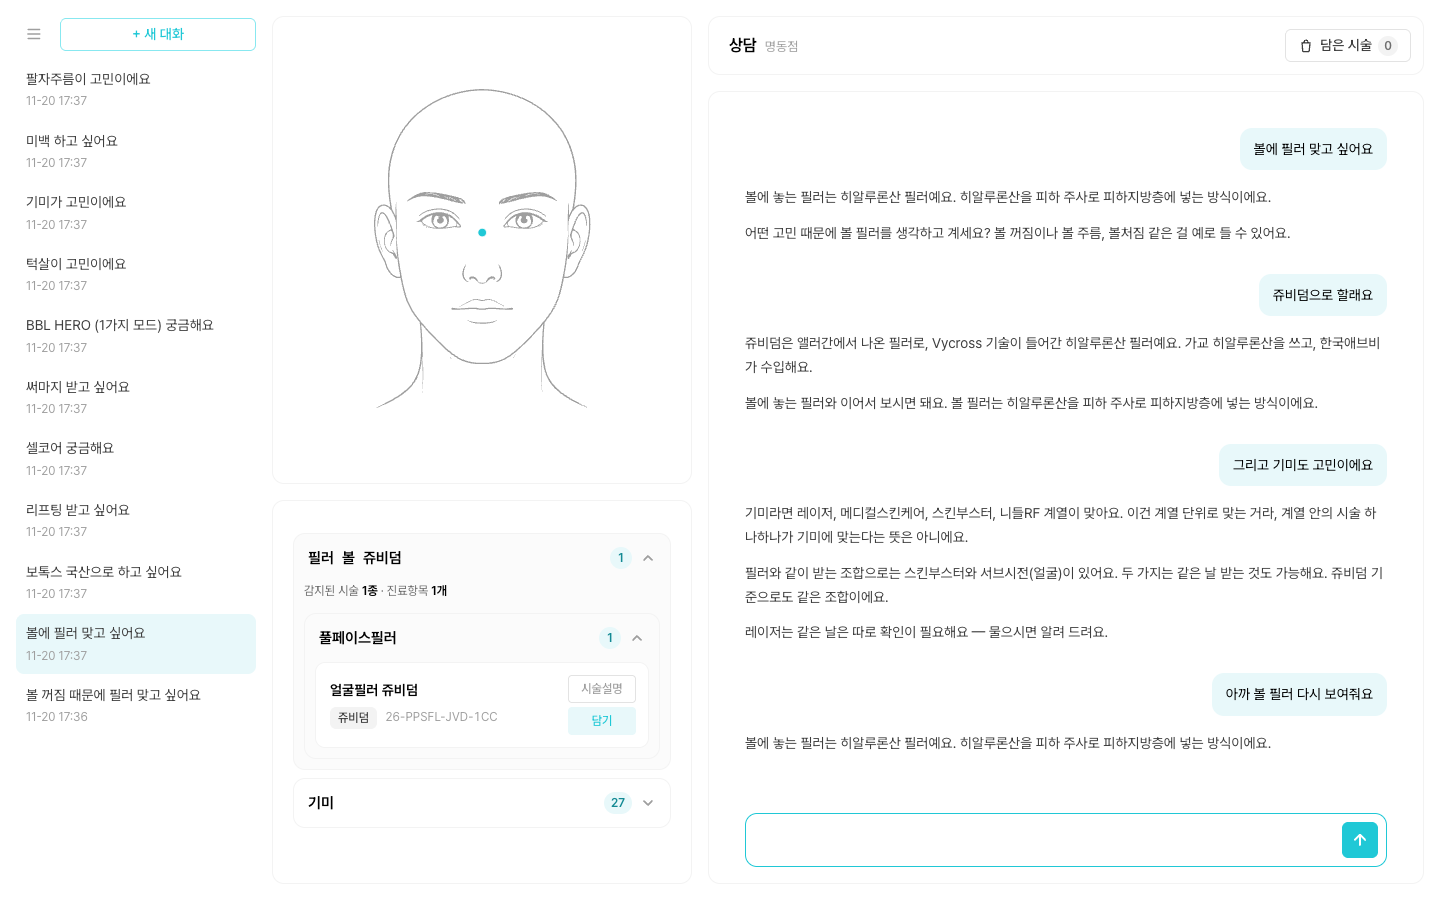 + 새 대화
팔자주름이 고민이에요
11-20 17:37
미백 하고 싶어요
11-20 17:37
기미가 고민이에요
11-20 17:37
턱살이 고민이에요
11-20 17:37
BBL HERO (1가지 모드) 궁금해요
11-20 17:37
써마지 받고 싶어요
11-20 17:37
셀코어 궁금해요
11-20 17:37
리프팅 받고 싶어요
11-20 17:37
보톡스 국산으로 하고 싶어요
11-20 17:37
볼에 필러 맞고 싶어요
11-20 17:37
볼 꺼짐 때문에 필러 맞고 싶어요
11-20 17:36
필러 볼 쥬비덤
1
감지된 시술 1종 · 진료항목 1개
풀페이스필러
1
얼굴필러 쥬비덤
시술설명
쥬비덤 26-PPSFL-JVD-1CC
담기
기미
27
상담 명동점
담은 시술 0
볼에 필러 맞고 싶어요
볼에 놓는 필러는 히알루론산 필러예요. 히알루론산을 피하 주사로 피하지방층에 넣는 방식이에요.
어떤 고민 때문에 볼 필러를 생각하고 계세요? 볼 꺼짐이나 볼 주름, 볼처짐 같은 걸 예로 들 수 있어요.
쥬비덤으로 할래요
쥬비덤은 앨러간에서 나온 필러로, Vycross 기술이 들어간 히알루론산 필러예요. 가교 히알루론산을 쓰고, 한국애브비
가 수입해요.
볼에 놓는 필러와 이어서 보시면 돼요. 볼 필러는 히알루론산을 피하 주사로 피하지방층에 넣는 방식이에요.
그리고 기미도 고민이에요
기미라면 레이저, 메디컬스킨케어, 스킨부스터, 니들RF 계열이 맞아요. 이건 계열 단위로 맞는 거라, 계열 안의 시술 하
나하나가 기미에 맞는다는 뜻은 아니에요.
필러와 같이 받는 조합으로는 스킨부스터와 서브시전(얼굴)이 있어요. 두 가지는 같은 날 받는 것도 가능해요. 쥬비덤 기
준으로도 같은 조합이에요.
레이저는 같은 날은 따로 확인이 필요해요 — 물으시면 알려 드려요.
아까 볼 필러 다시 보여줘요
볼에 놓는 필러는 히알루론산 필러예요. 히알루론산을 피하 주사로 피하지방층에 넣는 방식이에요.